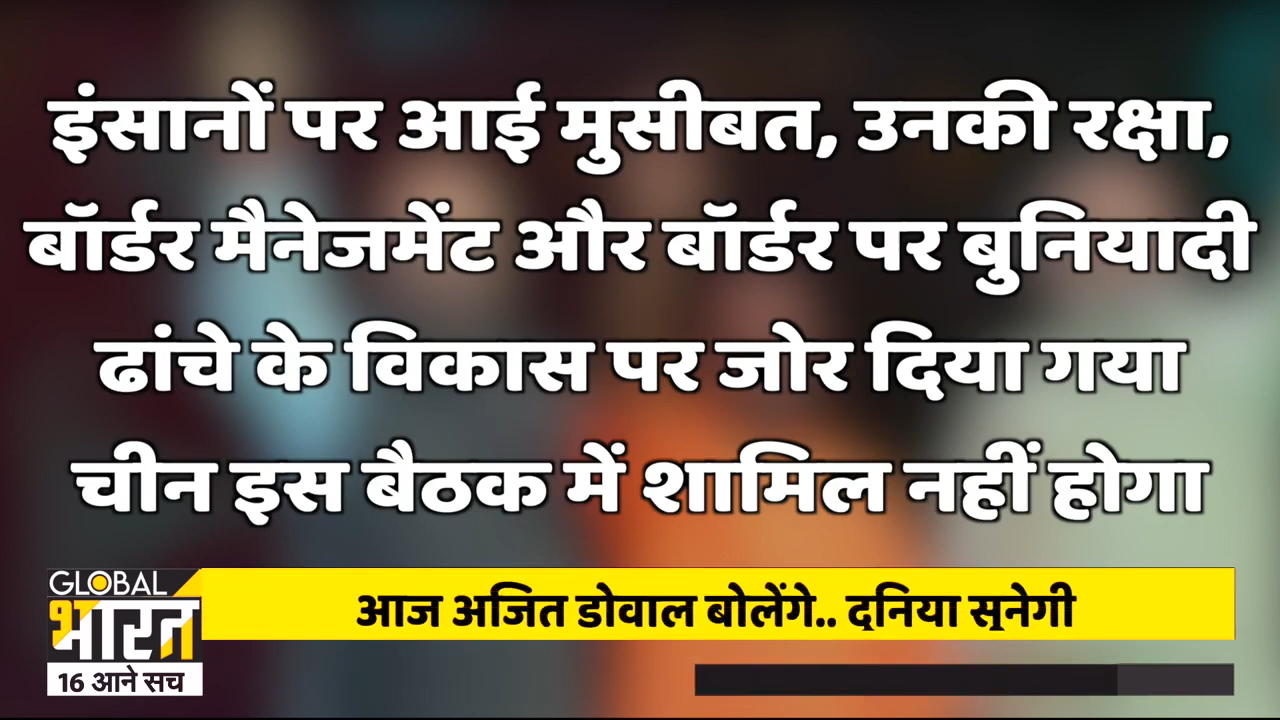 इंसानों पर आई मुसीबत, उनकी रक्षा,
बॉर्डर मैनेजमेंट और बॉर्डर पर बुनियादी
ढांचे के विकास पर जोर दिया गया
चीन इस बैठक में शामिल नहीं होगा
GLOBAL
भारत
16 आने सच
आज अजित डोवाल बोलेंगे.. दुनिया सुनेगी